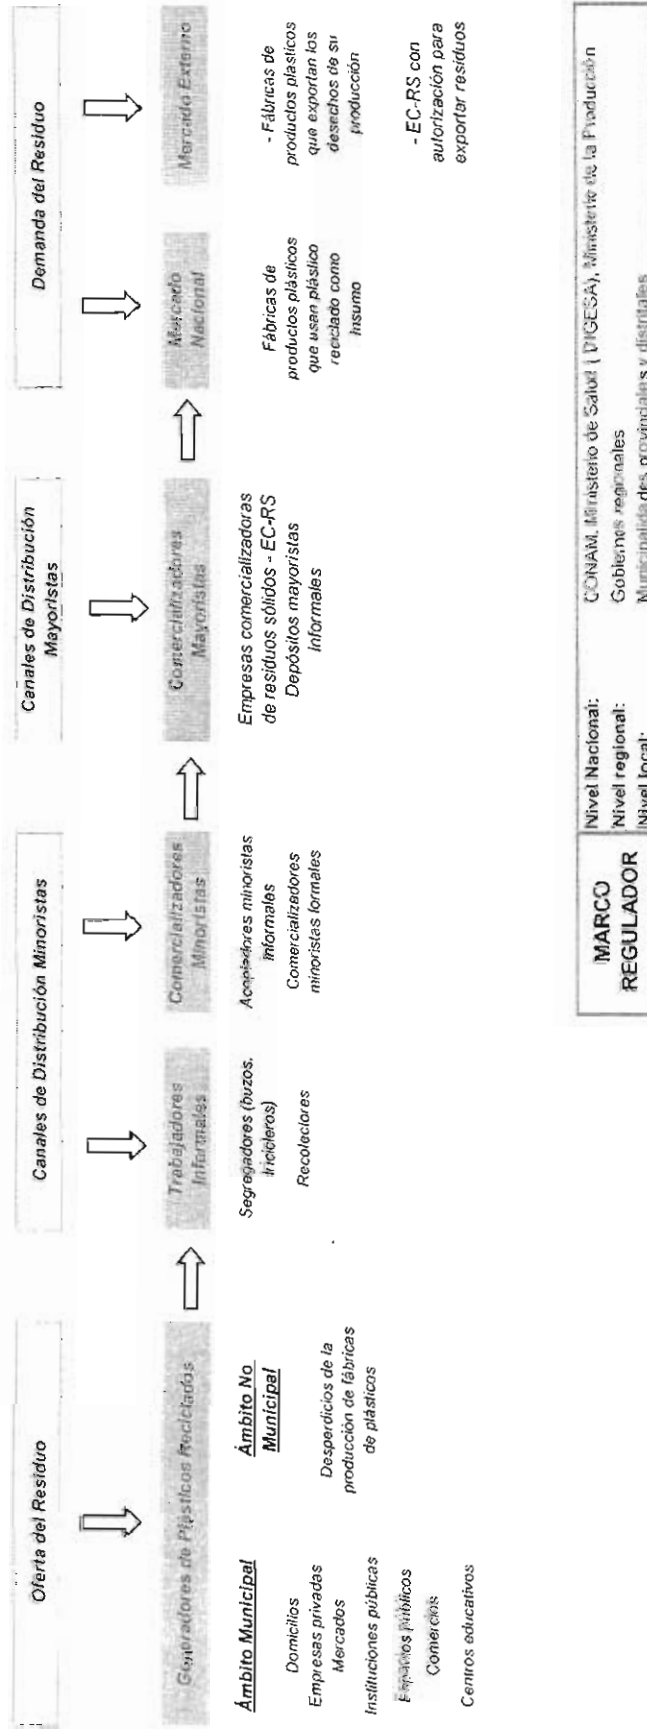 Oferta del Residuo
Canales de Distribución Minoristas
Canales de Distribución
Mayoristas
Demanda del Residuo
Generadores de Plásticos Reciclados
Trabajadores
Informales
Comercializadores
Minoristas
Comercializadores
Mayoristas
Mercado
Nacional
Mercado Externo
Ámbito Municipal
Domicilios
Empresas privadas
Mercados
Instituciones públicas
Espacios públicos
Comercios
Centros educativos
Ámbito No
Municipal
Desperdicios de la
producción de fábricas
de plásticos
Segregadores (buzos,
tricicleros)
Recolectores
Acopiadores minoristas
informales
Comercializadores
minoristas formales
Empresas comercializadoras
de residuos sólidos - EC-RS
Depósitos mayoristas
Informales
Fábricas de
productos plásticos
que usan plástico
reciclado como
Insumo
- Fábricas de
productos plasticos
que exportan los
desechos de su
producción
- EC-RS con
autorización para
exportar residuos
MARCO
REGULADOR
Nivel Nacional: CONAM, Ministerio de Salud ( DIGESA), Ministerio de la Producción
Nivel regional: Gobiernos regionales
Nivel local: Municipalidades provinciales y distritales